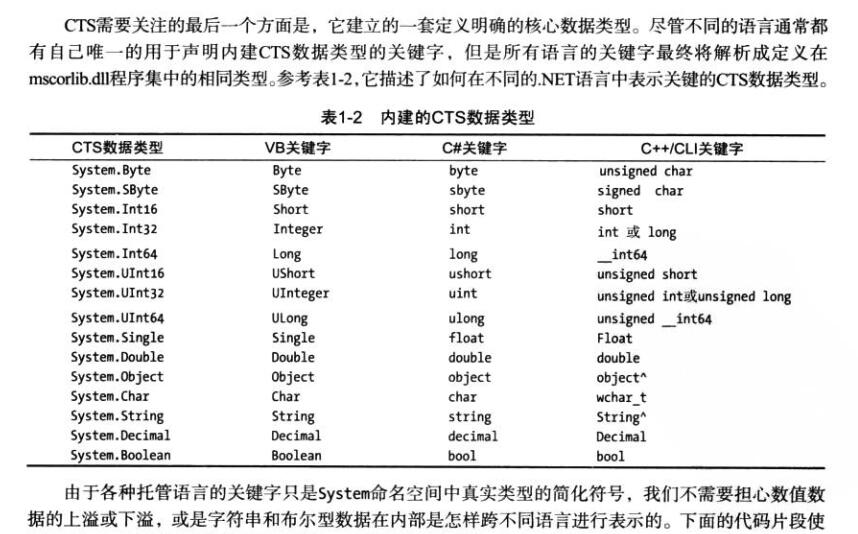 CTS需要关注的最后一个方面是，它建立的一套定义明确的核心数据类型。尽管不同的语言通常都
有自己唯一的用于声明内建CTS数据类型的关键字，但是所有语言的关键字最终将解析成定义在
mscorlib.dll程序集中的相同类型。参考表1-2，它描述了如何在不同的.NET语言中表示关键的CTS数据类型。
表1-2 内建的CTS数据类型
CTS数据类型 VB关键字 C#关键字 C++/CLI关键字
System.Byte Byte byte unsigned char
System.SByte SByte sbyte signed char
System.Int16 Short short short
System.Int32 Integer int int 或 long
System.Int64 Long long __int64
System.UInt16 UShort ushort unsigned short
System.UInt32 UInteger uint unsigned int或unsigned long
System.UInt64 ULong ulong unsigned __int64
System.Single Single float Float
System.Double Double double double
System.Object Object object object^
System.Char Char char wchar_t
System.String String string String^
System.Decimal Decimal decimal Decimal
System.Boolean Boolean bool bool
由于各种托管语言的关键字只是System命名空间中真实类型的简化符号，我们不需要担心数值数
据的上溢或下溢，或是字符串和布尔型数据在内部是怎样跨不同语言进行表示的。下面的代码片段使